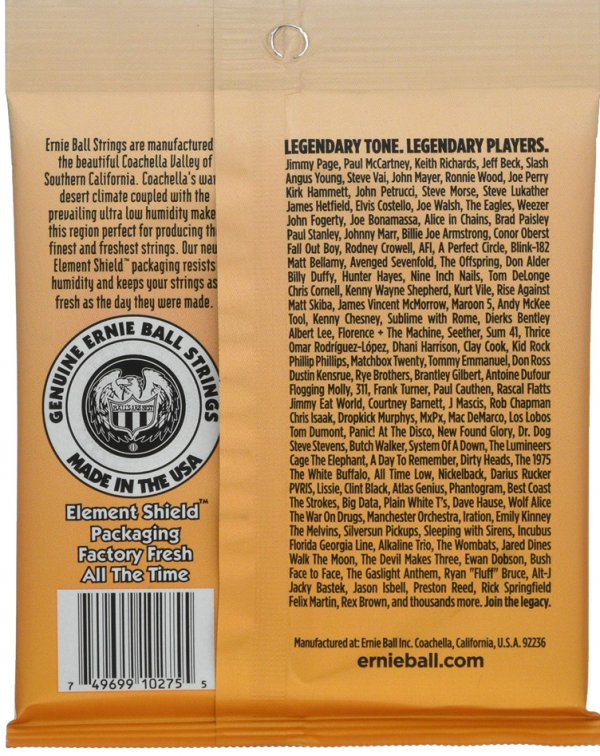 Ernie Ball Strings are manufactured
the beautiful Coachella Valley of
Southern California. Coachella's
desert climate coupled with the
prevailing ultra low humidity make
this region perfect for producing
finest and freshest strings. Our
Element Shield™ packaging resists
humidity and keeps your strings as
fresh as the day they were made.
GENUINE ERNIE BALL STRINGS
MADE IN THE USA
Element Shield™
Packaging
Factory Fresh
All The Time
7 49699 10275 5
LEGENDARY TONE. LEGENDARY PLAYERS.
Jimmy Page, Paul McCartney, Keith Richards, Jeff Beck, Slash
Angus Young, Steve Vai, John Mayer, Ronnie Wood, Joe Perry
Kirk Hammett, John Petrucci, Steve Morse, Steve Lukather
James Hetfield, Elvis Costello, Joe Walsh, The Eagles, Weezer
John Fogerty, Joe Bonamassa, Alice in Chains, Brad Paisley
Paul Stanley, Johnny Marr, Billie Joe Armstrong, Conor Oberst
Fall Out Boy, Rodney Crowell, AFI, A Perfect Circle, Blink-182
Matt Bellamy, Avenged Sevenfold, The Offspring, Don Alder
Billy Duffy, Hunter Hayes, Nine Inch Nails, Tom DeLonge
Chris Cornell, Kenny Wayne Shepherd, Kurt Vile, Rise Against
Matt Skiba, James Vincent McMorrow, Maroon 5, Andy McKee
Tool, Kenny Chesney, Sublime with Rome, Dierks Bentley
Albert Lee, Florence + The Machine, Seether, Sum 41, Thrice
Omar Rodríguez-López, Dhani Harrison, Clay Cook, Kid Rock
Phillip Phillips, Matchbox Twenty, Tommy Emmanuel, Don Ross
Dustin Kensrue, Rye Brothers, Brantley Gilbert, Antoine Dufour
Flogging Molly, 311, Frank Turner, Paul Cauthen, Rascal Flatts
Jimmy Eat World, Courtney Barnett, J Mascis, Rob Chapman
Chris Isaak, Dropkick Murphys, MxPx, Mac DeMarco, Los Lobos
Tom Dumont, Panic! At The Disco, New Found Glory, Dr. Dog
Steve Stevens, Butch Walker, System Of A Down, The Lumineers
Cage The Elephant, A Day To Remember, Dirty Heads, The 1975
The White Buffalo, All Time Low, Nickelback, Darius Rucker
PVRIS, Lissie, Clint Black, Atlas Genius, Phantogram, Best Coast
The Strokes, Big Data, Plain White T's, Dave Hause, Wolf Alice
The War On Drugs, Manchester Orchestra, Iration, Emily Kinney
The Melvins, Silversun Pickups, Sleeping with Sirens, Incubus
Florida Georgia Line, Alkaline Trio, The Wombats, Jared Dines
Walk The Moon, The Devil Makes Three, Ewan Dobson, Bush
Face to Face, The Gaslight Anthem, Ryan "Fluff" Bruce, Alt-J
Jacky Bastek, Jason Isbell, Preston Reed, Rick Springfield
Felix Martin, Rex Brown, and thousands more. Join the legacy.
Manufactured at: Ernie Ball Inc. Coachella, California, U.S.A. 92236
ernieball.com